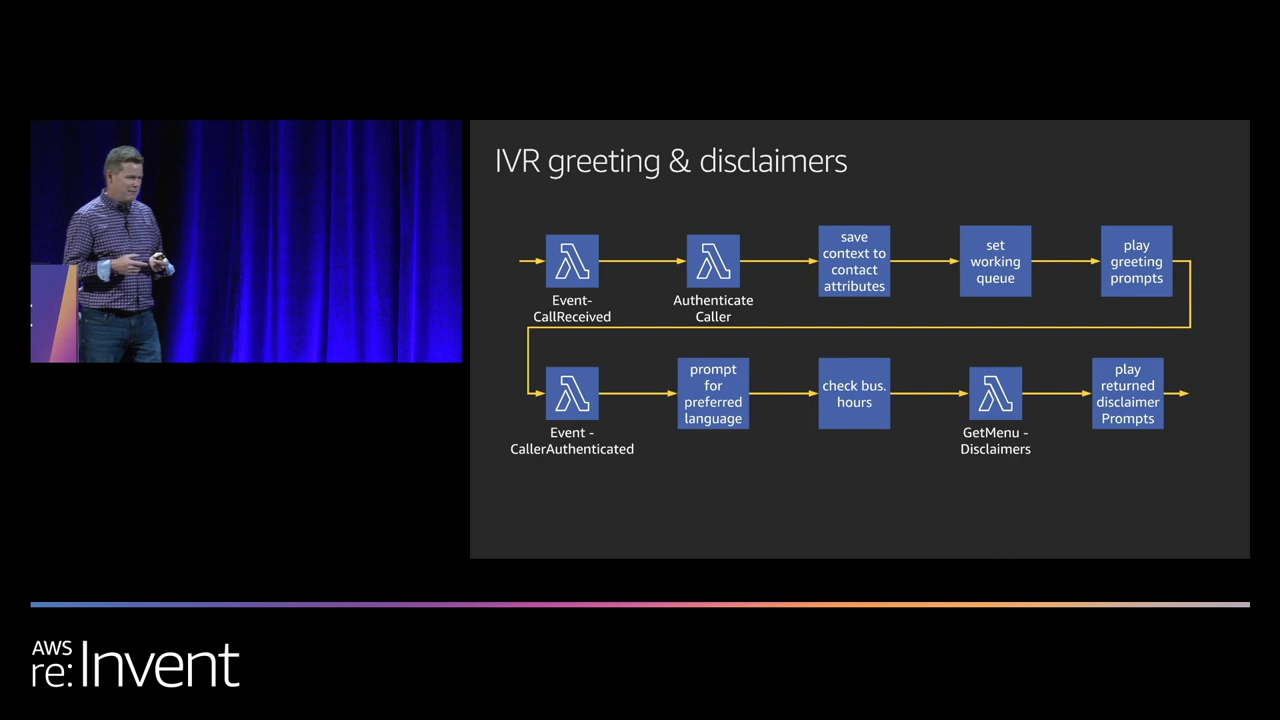 IVR greeting & disclaimers
save
context to
contact
attributes
set
working
queue
play
greeting
prompts
Event-
CallReceived
Authenticate
Caller
prompt
for
preferred
language
check bus.
hours
play
returned
disclaimer
Prompts
Event -
CallerAuthenticated
GetMenu -
Disclaimers
AWS
re:Invent